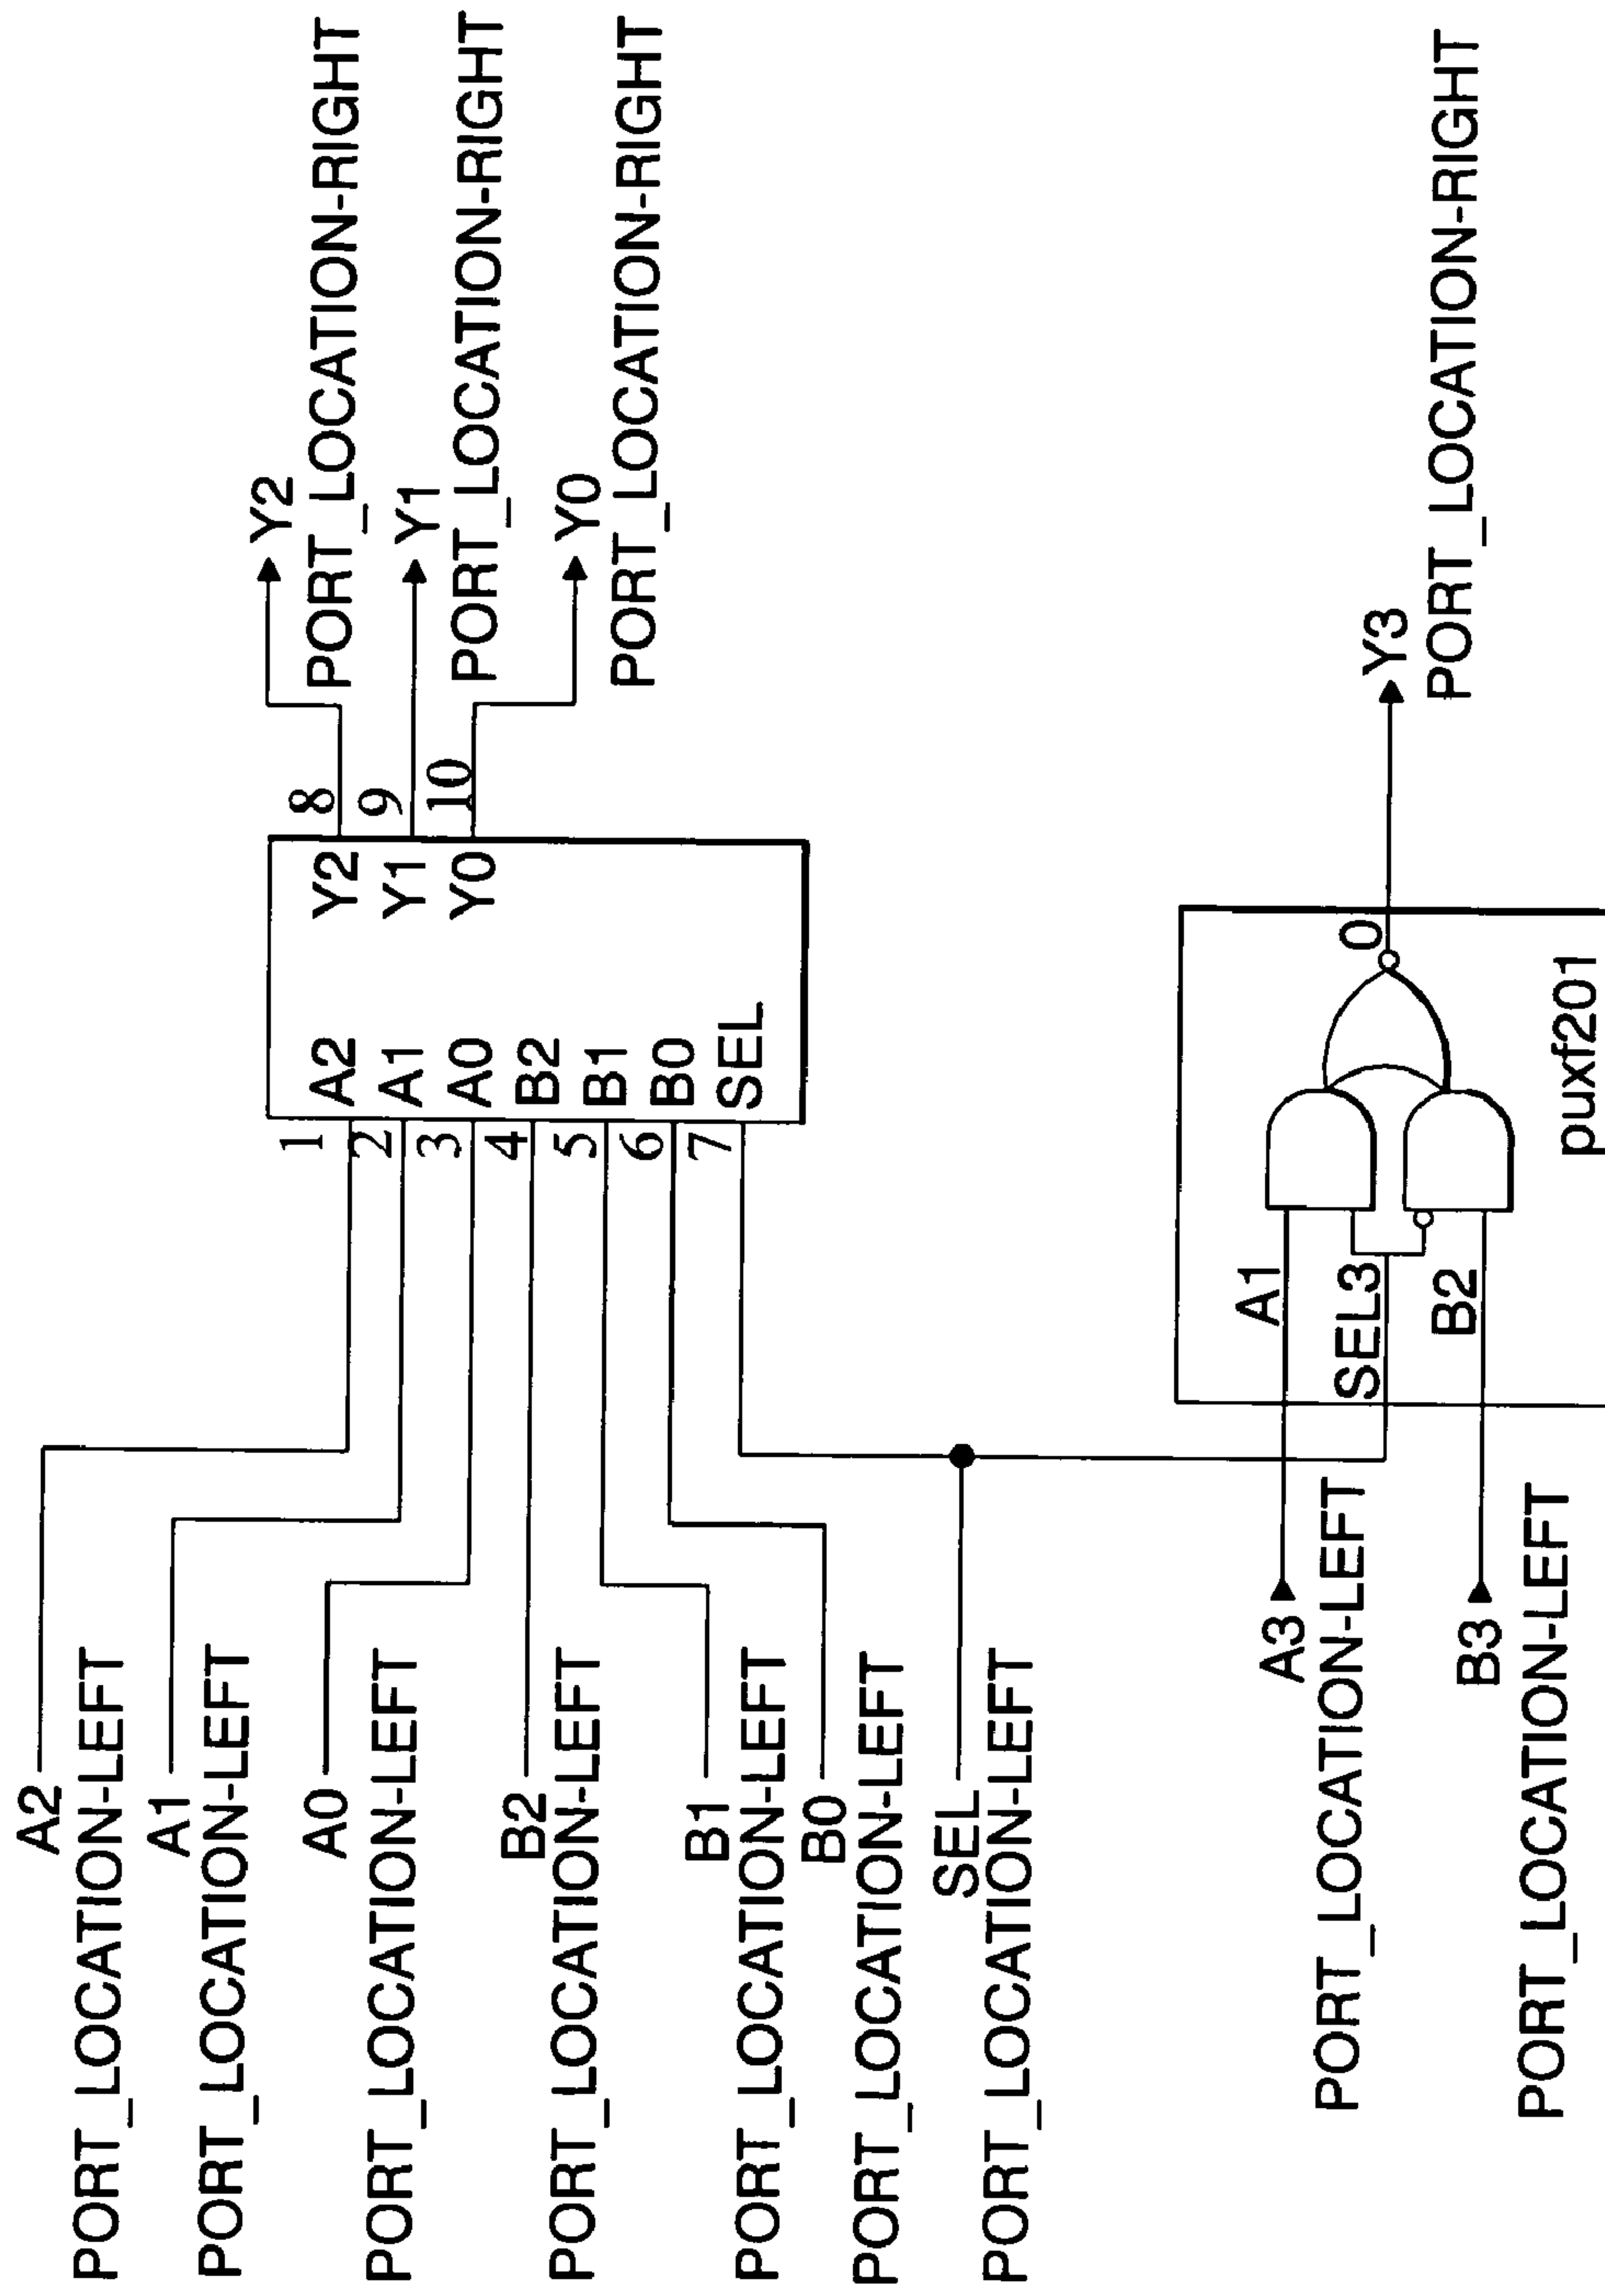 A2
PORT_LOCATION-LEFT
A1
PORT_LOCATION-LEFT
A0
PORT_LOCATION-LEFT
B2
PORT_LOCATION-LEFT
B1
PORT_LOCATION-LEFT
B0
PORT_LOCATION-LEFT
SEL
PORT_LOCATION-LEFT
1 A2
2 A1
3 A0
4 B2
5 B1
6 B0
7 SEL
Y2 8
Y1 9
Y0 10
Y2
PORT_LOCATION-RIGHT
Y1
PORT_LOCATION-RIGHT
Y0
PORT_LOCATION-RIGHT
A3
PORT_LOCATION-LEFT
B3
PORT_LOCATION-LEFT
A1
SEL3
B2
0
puxf201
Y3
PORT_LOCATION-RIGHT